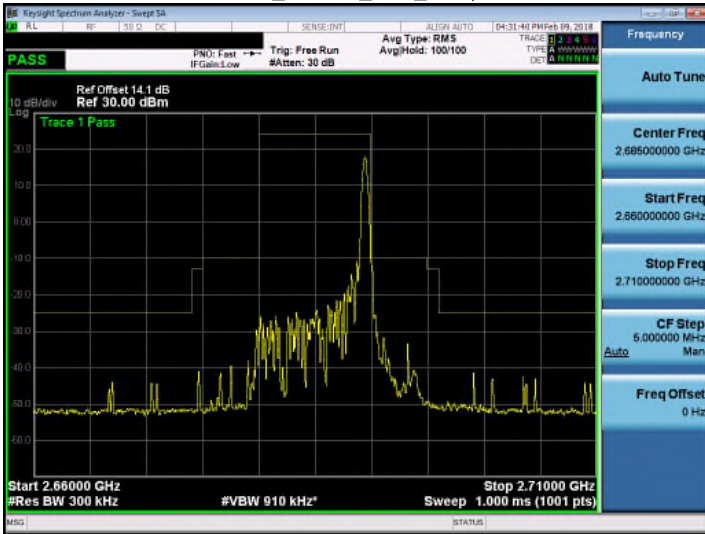 Keysight Spectrum Analyzer - Swept SA
RL RF 50 Ω DC SENSE:INT ALIGN AUTO 04:31:40 PM Feb 09, 2018
PASS
PNO: Fast
IFGain:Low
Trig: Free Run
#Atten: 30 dB
Avg Type: RMS
Avg|Hold: 100/100
TRACE 1 2 3 4 5 6
TYPE A WWWWW
DET A N N N N N
Frequency
Auto Tune
Center Freq
2.685000000 GHz
Start Freq
2.660000000 GHz
Stop Freq
2.710000000 GHz
CF Step
5.000000 MHz
Auto Man
Freq Offset
0 Hz
Ref Offset 14.1 dB
10 dB/div Ref 30.00 dBm
Log
Trace 1 Pass
20.0
10.0
0.00
-10.0
-20.0
-30.0
-40.0
-50.0
-60.0
Start 2.66000 GHz Stop 2.71000 GHz
#Res BW 300 kHz #VBW 910 kHz* Sweep 1.000 ms (1001 pts)
MSG STATUS